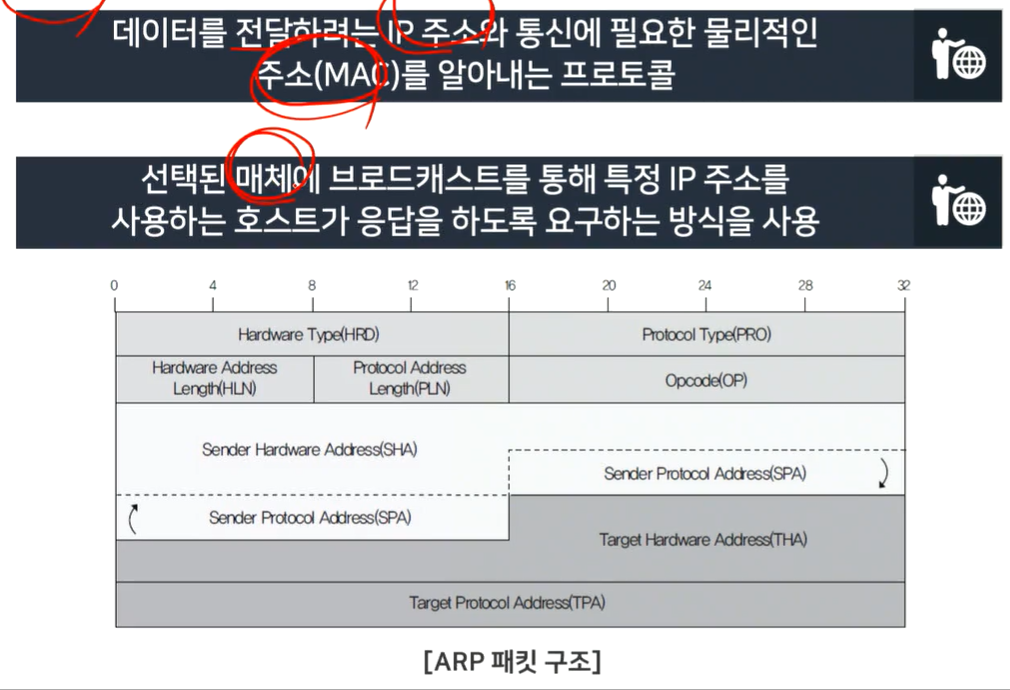 데이터를 전달하려는 IP 주소와 통신에 필요한 물리적인
주소(MAC)를 알아내는 프로토콜
선택된 매체에 브로드캐스트를 통해 특정 IP 주소를
사용하는 호스트가 응답을 하도록 요구하는 방식을 사용
0 4 8 12 16 20 24 28 32
Hardware Type(HRD) Protocol Type(PRO)
Hardware Address Protocol Address
Length(HLN) Length(PLN) Opcode(OP)
Sender Hardware Address(SHA)
Sender Protocol Address(SPA)
Sender Protocol Address(SPA)
Target Hardware Address(THA)
Target Protocol Address(TPA)
[ARP 패킷 구조]